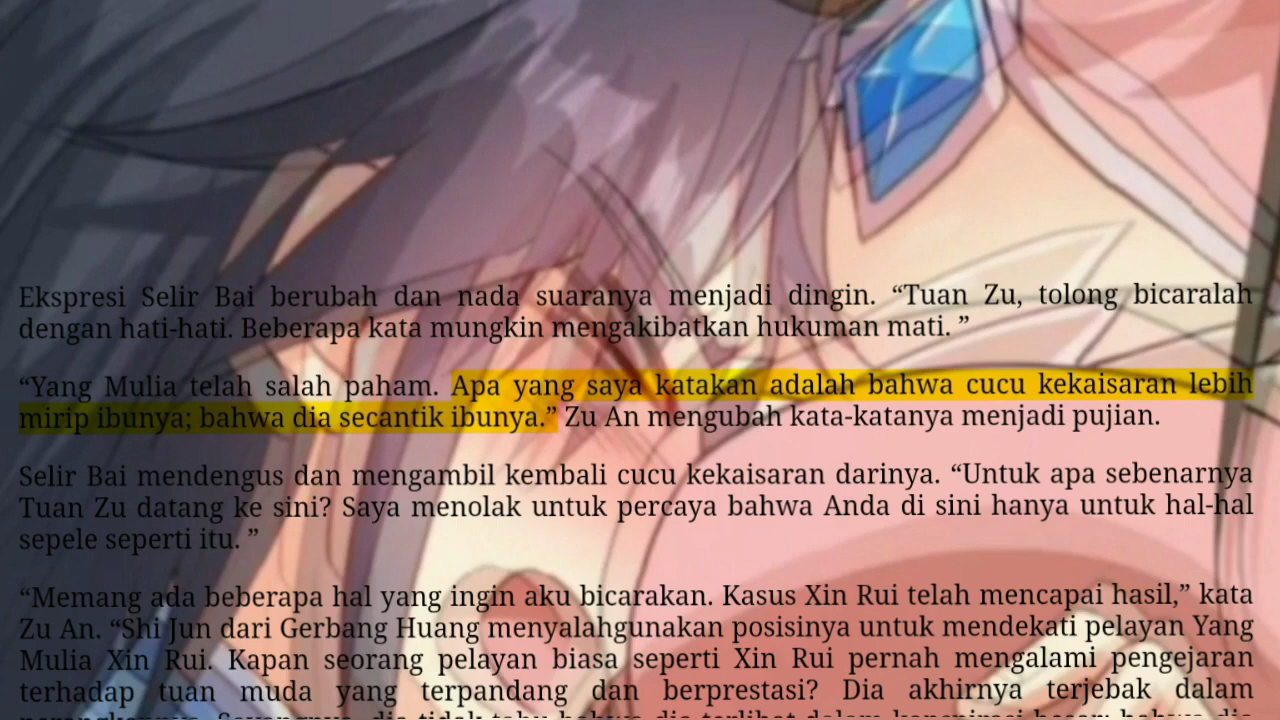 Ekspresi Selir Bai berubah dan nada suaranya menjadi dingin. “Tuan Zu, tolong bicaralah
dengan hati-hati. Beberapa kata mungkin mengakibatkan hukuman mati. ”
“Yang Mulia telah salah paham. Apa yang saya katakan adalah bahwa cucu kekaisaran lebih
mirip ibunya; bahwa dia secantik ibunya.” Zu An mengubah kata-katanya menjadi pujian.
Selir Bai mendengus dan mengambil kembali cucu kekaisaran darinya. “Untuk apa sebenarnya
Tuan Zu datang ke sini? Saya menolak untuk percaya bahwa Anda di sini hanya untuk hal-hal
sepele seperti itu. ”
“Memang ada beberapa hal yang ingin aku bicarakan. Kasus Xin Rui telah mencapai hasil,” kata
Zu An. “Shi Jun dari Gerbang Huang menyalahgunakan posisinya untuk mendekati pelayan Yang
Mulia Xin Rui. Kapan seorang pelayan biasa seperti Xin Rui pernah mengalami pengejaran
terhadap tuan muda yang terpandang dan berprestasi? Dia akhirnya terjebak dalam